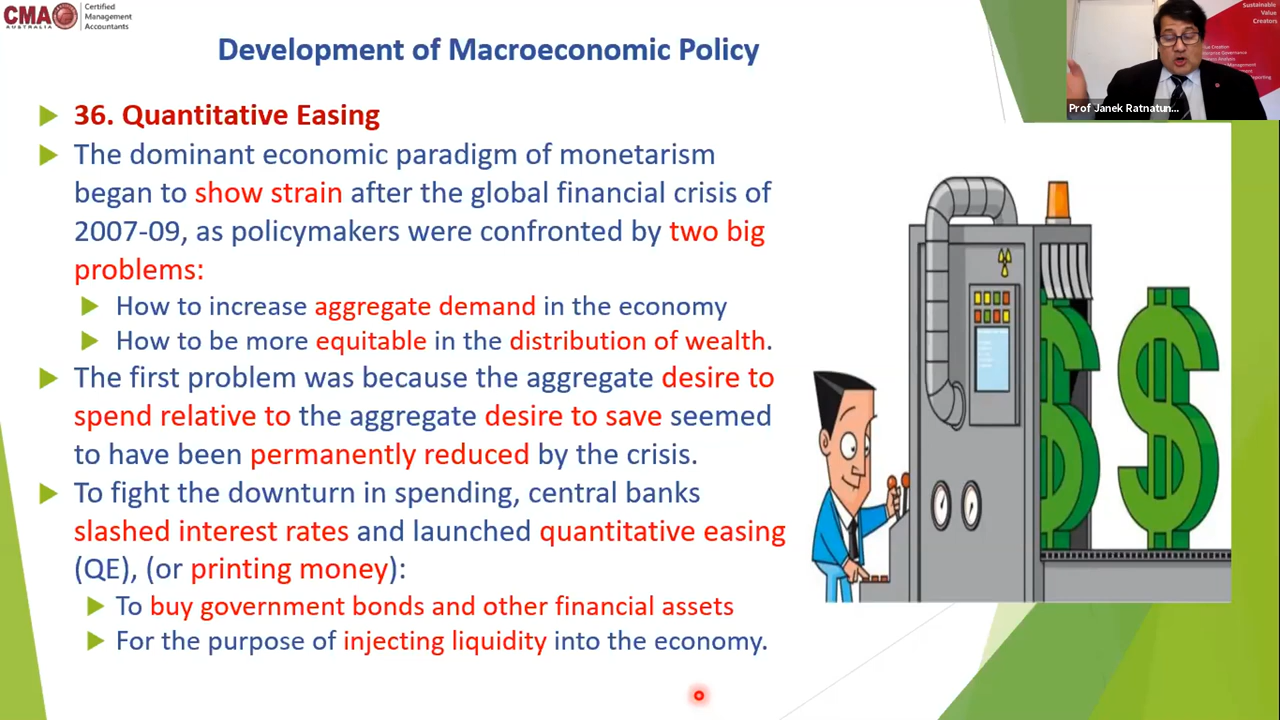 CMA
AUSTRALIA
Certified
Management
Accountants
Development of Macroeconomic Policy
Sustainable
Value
Creators
Prof Janek Ratnatun...
36. Quantitative Easing
The dominant economic paradigm of monetarism
began to show strain after the global financial crisis of
2007-09, as policymakers were confronted by two big
problems:
How to increase aggregate demand in the economy
How to be more equitable in the distribution of wealth.
The first problem was because the aggregate desire to
spend relative to the aggregate desire to save seemed
to have been permanently reduced by the crisis.
To fight the downturn in spending, central banks
slashed interest rates and launched quantitative easing
(QE), (or printing money):
To buy government bonds and other financial assets
For the purpose of injecting liquidity into the economy.